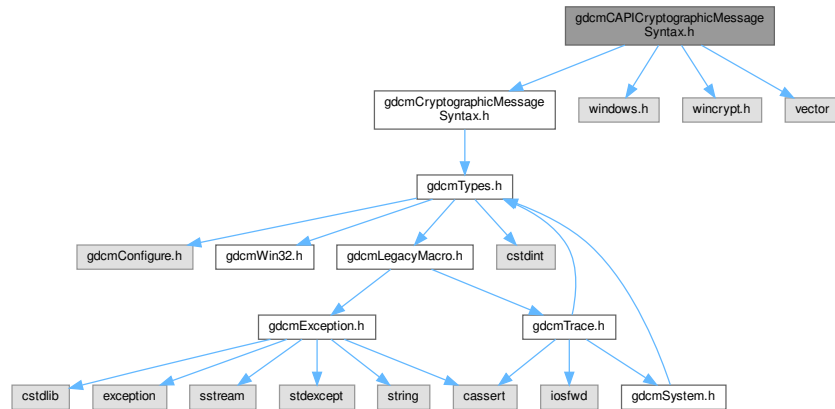 gdcmCAPICryptographicMessage
Syntax.h
gdcmCryptographicMessage
Syntax.h
windows.h
wincrypt.h
vector
gdcmTypes.h
gdcmConfigure.h
gdcmWin32.h
gdcmLegacyMacro.h
cstdint
gdcmException.h
gdcmTrace.h
cstdlib
exception
sstream
stdexcept
string
cassert
iosfwd
gdcmSystem.h